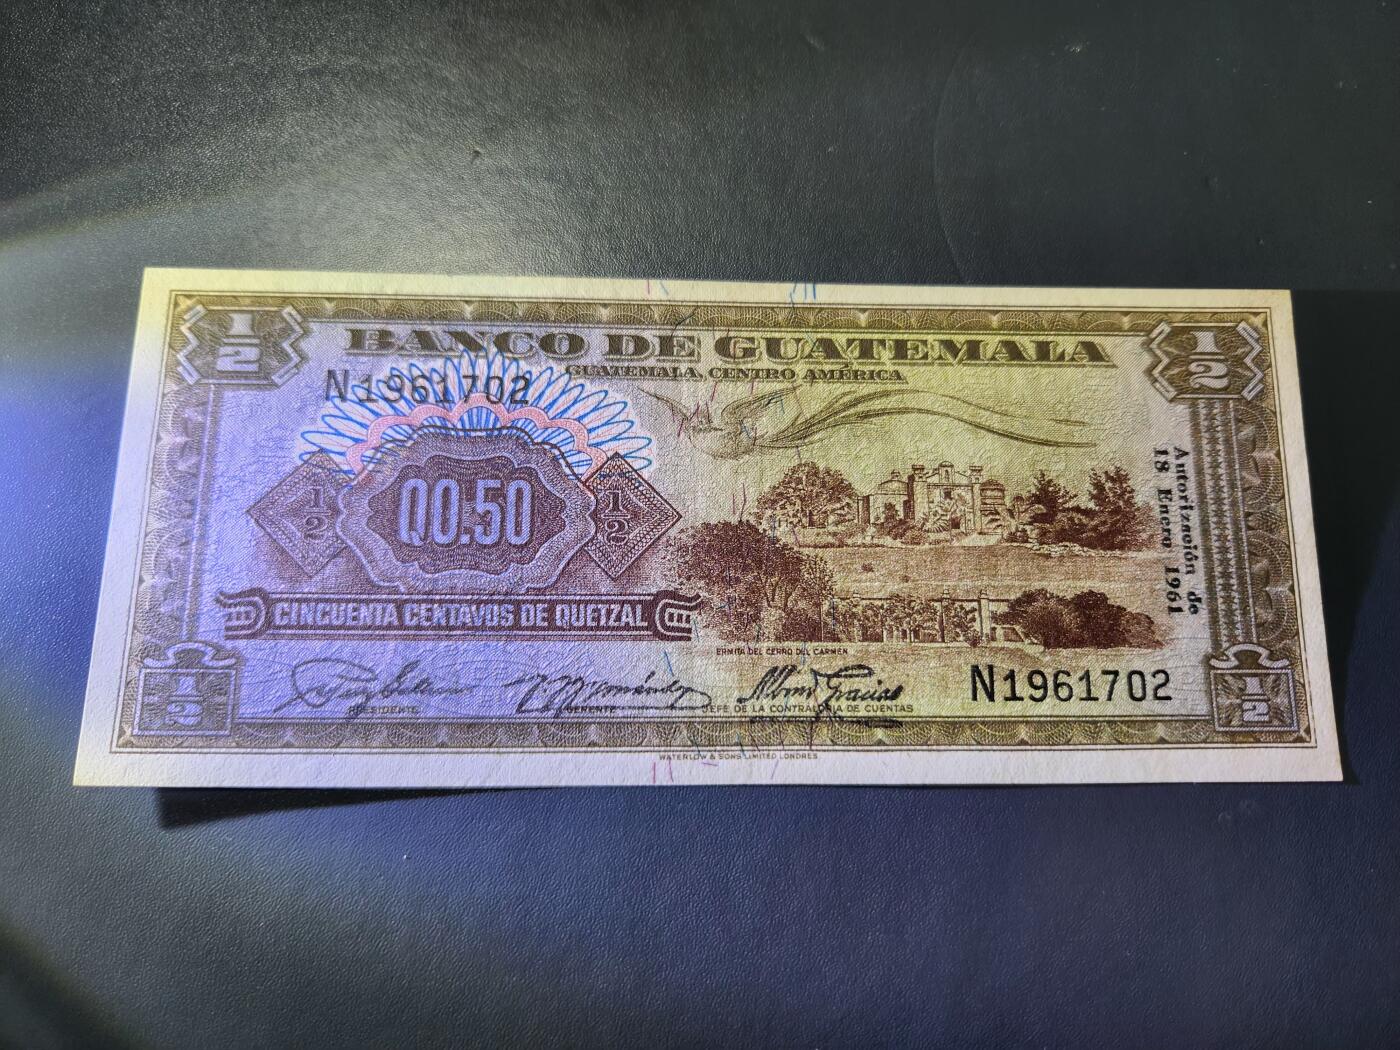 1/2
BANCO DE GUATEMALA
1/2
GUATEMALA, CENTRO AMÉRICA
N1961702
Autorización de
18 Enero 1961
1/2
Q0.50
1/2
CINCUENTA CENTAVOS DE QUETZAL
ERMITA DEL CERRO DEL CARMEN
N1961702
1/2
PRESIDENTE
GERENTE
JEFE DE LA CONTRALORIA DE CUENTAS
1/2
WATERLOW & SONS LIMITED LONDRES